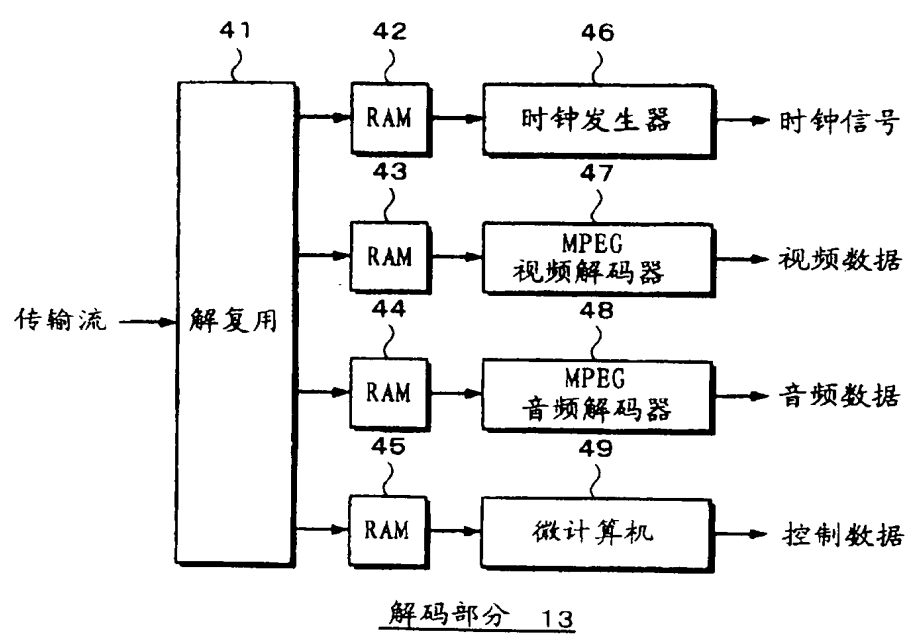 41
42
46
RAM
时钟发生器
时钟信号
43
47
RAM
MPEG
视频解码器
视频数据
传输流
解复用
44
48
RAM
MPEG
音频解码器
音频数据
45
49
RAM
微计算机
控制数据
解码部分 13